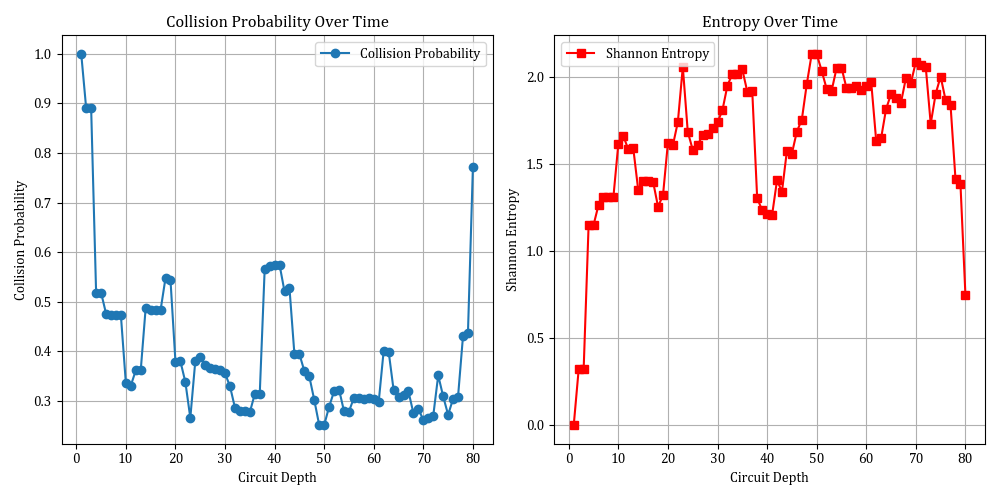 Collision Probability Over Time
Collision Probability
1.0
0.9
0.8
0.7
0.6
0.5
0.4
0.3
Collision Probability
0 10 20 30 40 50 60 70 80
Circuit Depth
Entropy Over Time
Shannon Entropy
2.0
1.5
1.0
0.5
0.0
Shannon Entropy
0 10 20 30 40 50 60 70 80
Circuit Depth